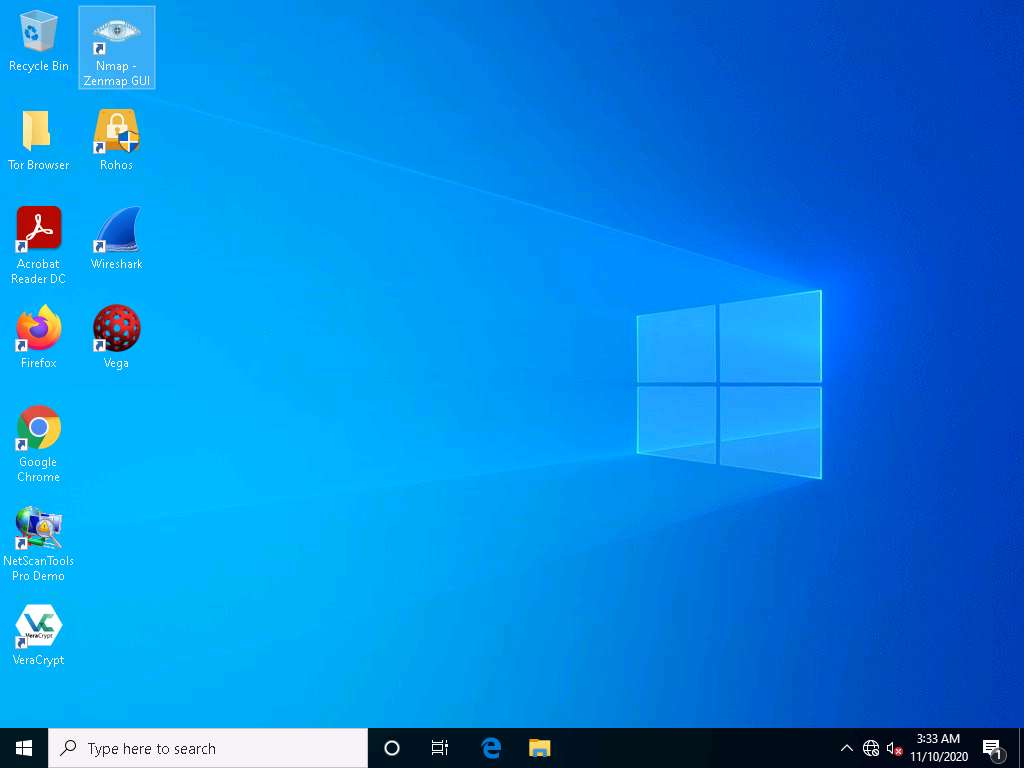 Recycle Bin
Nmap -
Zenmap GUI
Tor Browser
Rohos
Acrobat
Reader DC
Wireshark
Firefox
Vega
Google
Chrome
NetScanTools
Pro Demo
VeraCrypt
VeraCrypt
Type here to search
3:33 AM
11/10/2020
1